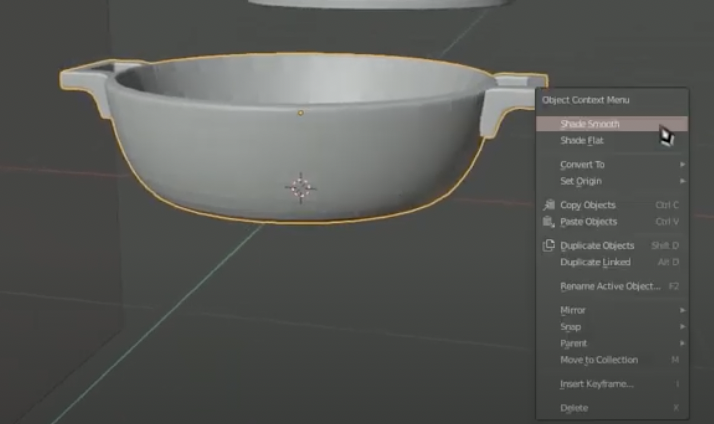 Object Context Menu
Shade Smooth
Shade Flat
Convert To
Set Origin
Copy Objects Ctrl C
Paste Objects Ctrl V
Duplicate Objects Shift D
Duplicate Linked Alt D
Rename Active Object... F2
Mirror
Snap
Parent
Move to Collection M
Insert Keyframe... I
Delete X